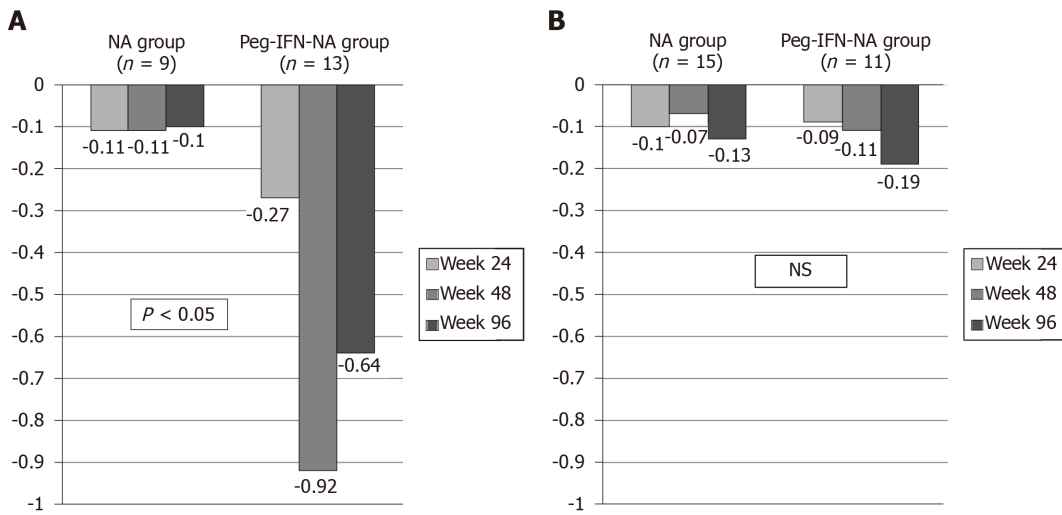 A
NA group
(n = 9)
Peg-IFN-NA group
(n = 13)
0
-0.1
-0.2
-0.3
-0.4
-0.5
-0.6
-0.7
-0.8
-0.9
-1
-0.11
-0.11
-0.1
-0.27
-0.92
-0.64
P < 0.05
Week 24
Week 48
Week 96
B
NA group
(n = 15)
Peg-IFN-NA group
(n = 11)
0
-0.1
-0.2
-0.3
-0.4
-0.5
-0.6
-0.7
-0.8
-0.9
-1
-0.1
-0.07
-0.13
-0.09
-0.11
-0.19
NS
Week 24
Week 48
Week 96